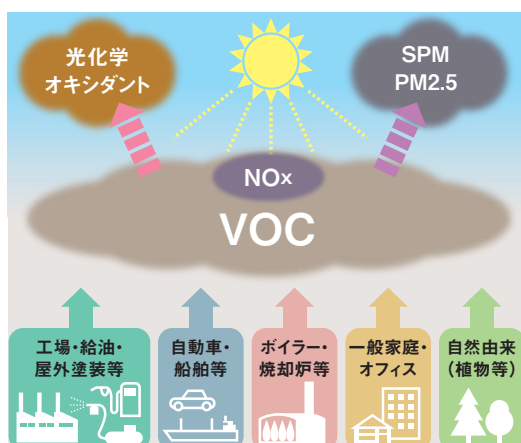 光化学
オキシダント
SPM
PM2.5
NOx
VOC
工場・給油・
屋外塗装等
自動車・
船舶等
ボイラー・
焼却炉等
一般家庭・
オフィス
自然由来
(植物等)